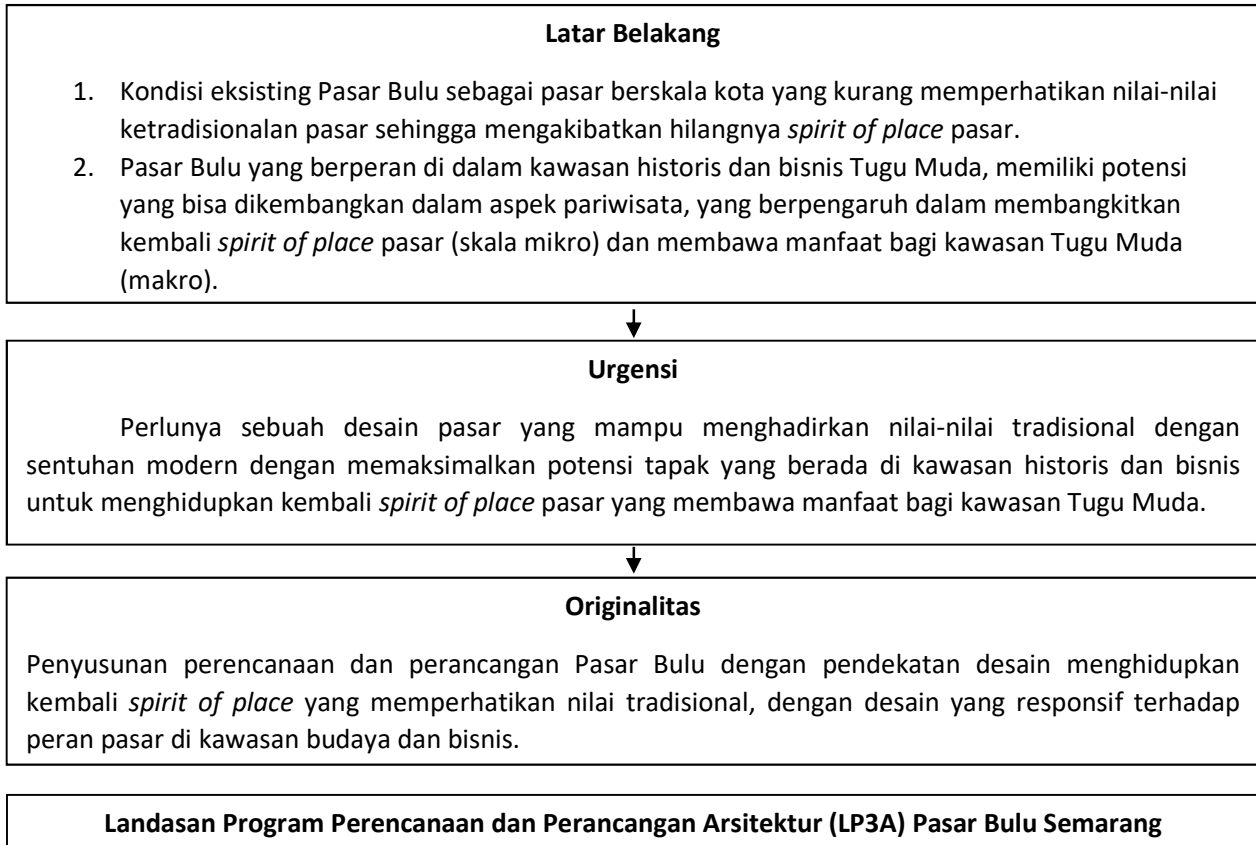 Latar Belakang
1. Kondisi eksisting Pasar Bulu sebagai pasar berskala kota yang kurang memperhatikan nilai-nilai
ketradisionalan pasar sehingga mengakibatkan hilangnya spirit of place pasar.
2. Pasar Bulu yang berperan di dalam kawasan historis dan bisnis Tugu Muda, memiliki potensi
yang bisa dikembangkan dalam aspek pariwisata, yang berpengaruh dalam membangkitkan
kembali spirit of place pasar (skala mikro) dan membawa manfaat bagi kawasan Tugu Muda
(makro).
Urgensi
Perlunya sebuah desain pasar yang mampu menghadirkan nilai-nilai tradisional dengan
sentuhan modern dengan memaksimalkan potensi tapak yang berada di kawasan historis dan bisnis
untuk menghidupkan kembali spirit of place pasar yang membawa manfaat bagi kawasan Tugu Muda.
Originalitas
Penyusunan perencanaan dan perancangan Pasar Bulu dengan pendekatan desain menghidupkan
kembali spirit of place yang memperhatikan nilai tradisional, dengan desain yang responsif terhadap
peran pasar di kawasan budaya dan bisnis.
Landasan Program Perencanaan dan Perancangan Arsitektur (LP3A) Pasar Bulu Semarang